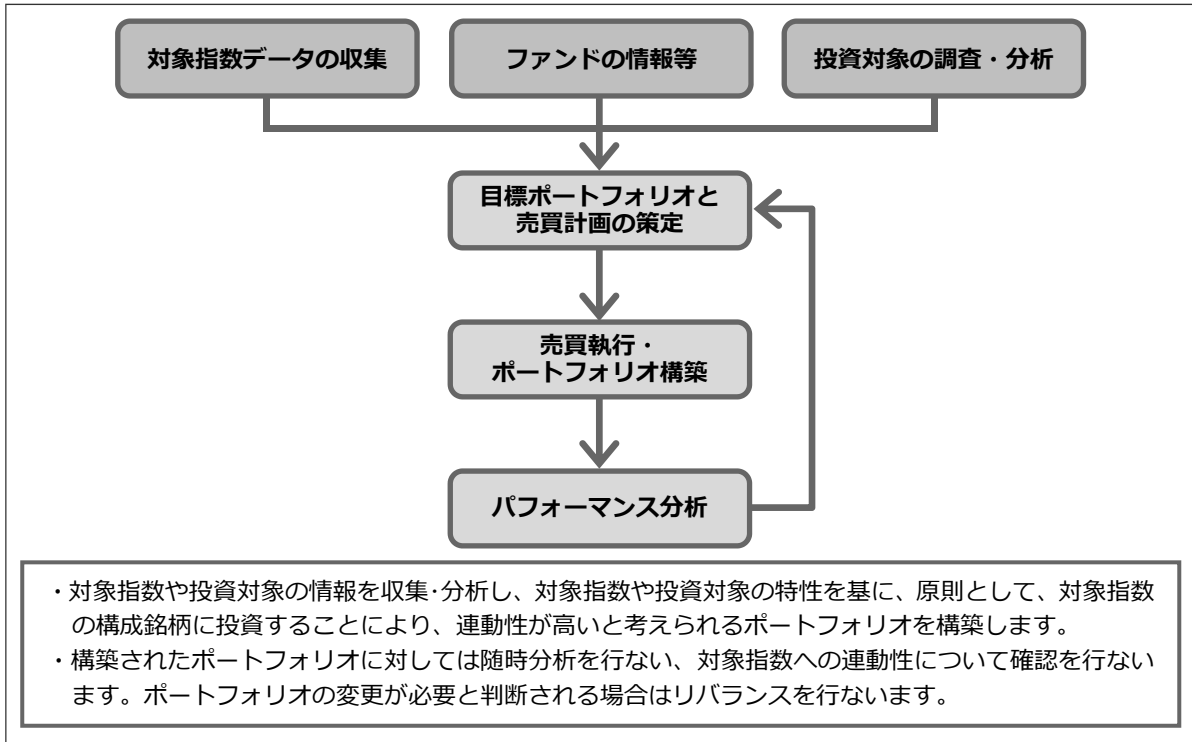 対象指数データの収集
ファンドの情報等
投資対象の調査・分析
目標ポートフォリオと
売買計画の策定
売買執行・
ポートフォリオ構築
パフォーマンス分析
・対象指数や投資対象の情報を収集･分析し、対象指数や投資対象の特性を基に、原則として、対象指数
の構成銘柄に投資することにより、連動性が高いと考えられるポートフォリオを構築します。
・構築されたポートフォリオに対しては随時分析を行ない、対象指数への連動性について確認を行ない
ます。ポートフォリオの変更が必要と判断される場合はリバランスを行ないます。